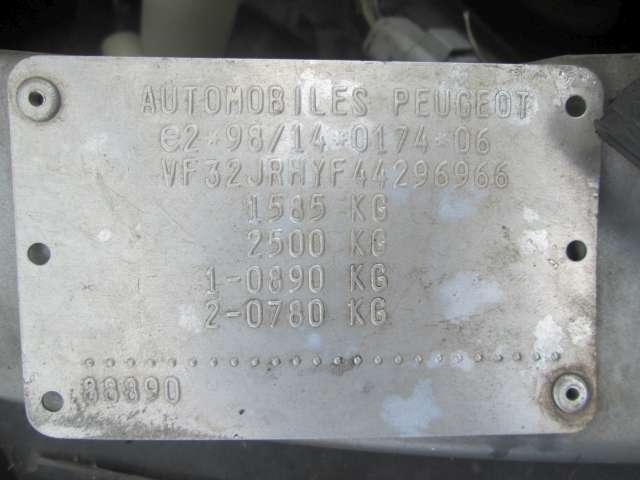 AUTOMOBILES PEUGEOT
e2*98/14*0174*06
VF32JRHYF44296966
1585 KG
2500 KG
1-0890 KG
2-0780 KG
88890